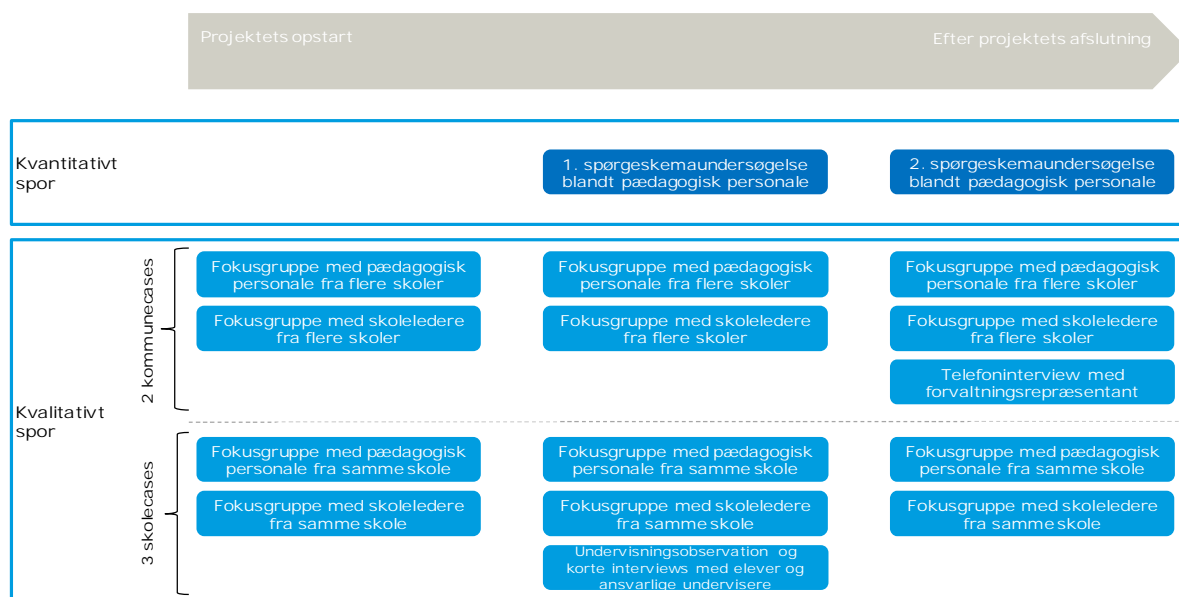 Projektets opstart
Efter projektets afslutning
Kvantitativt
spor
1. spørgeskemaundersøgelse
blandt pædagogisk personale
2. spørgeskemaundersøgelse
blandt pædagogisk personale
Kvalitativt
spor
2 kommunecases
Fokusgruppe med pædagogisk
personale fra flere skoler
Fokusgruppe med pædagogisk
personale fra flere skoler
Fokusgruppe med pædagogisk
personale fra flere skoler
Fokusgruppe med skoleledere
fra flere skoler
Fokusgruppe med skoleledere
fra flere skoler
Fokusgruppe med skoleledere
fra flere skoler
Telefoninterview med
forvaltningsrepræsentant
3 skolecases
Fokusgruppe med pædagogisk
personale fra samme skole
Fokusgruppe med pædagogisk
personale fra samme skole
Fokusgruppe med pædagogisk
personale fra samme skole
Fokusgruppe med skoleledere
fra samme skole
Fokusgruppe med skoleledere
fra samme skole
Fokusgruppe med skoleledere
fra samme skole
Undervisningsobservation og
korte interviews med elever og
ansvarlige undervisere